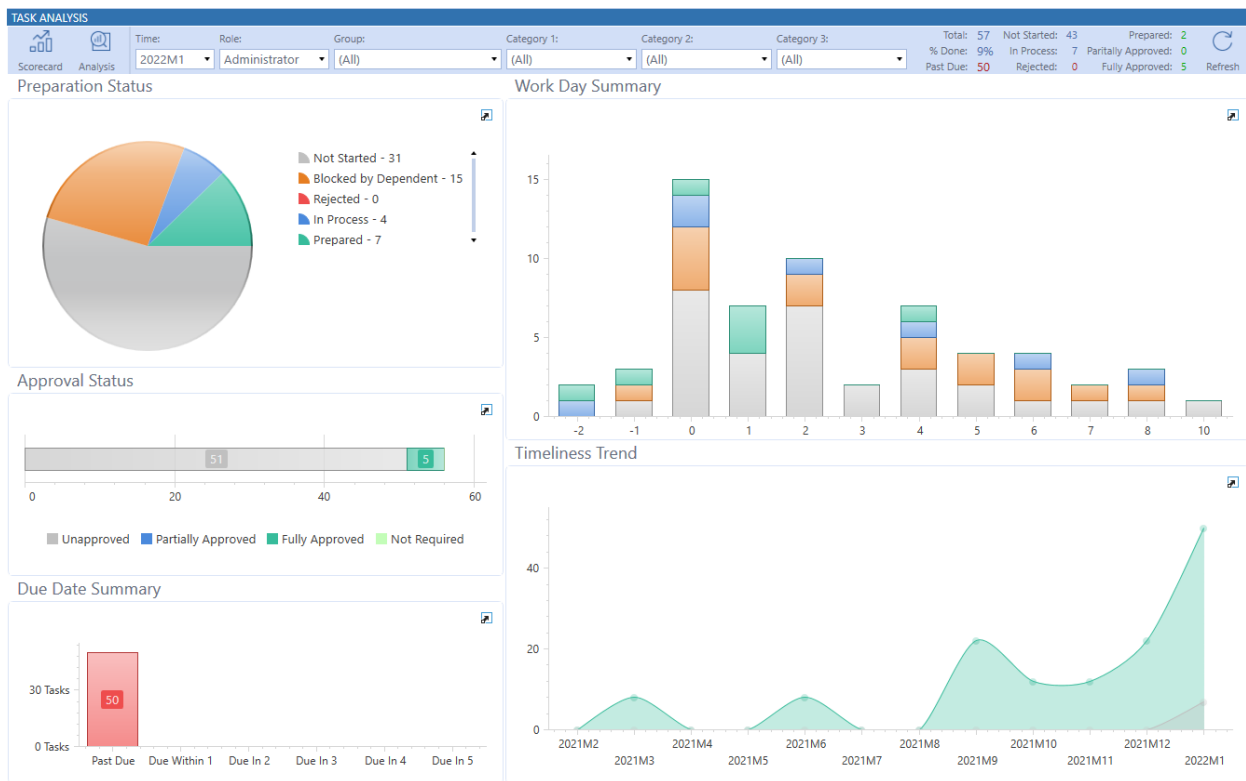 TASK ANALYSIS
Scorecard
Analysis
Time:
2022M1
Role:
Administrator
Group:
(All)
Category 1:
(All)
Category 2:
(All)
Category 3:
(All)
Total: 57 Not Started: 43 Prepared: 2
% Done: 9% In Process: 7 Paritally Approved: 0
Past Due: 50 Rejected: 0 Fully Approved: 5
Refresh
Preparation Status
Not Started - 31
Blocked by Dependent - 15
Rejected - 0
In Process - 4
Prepared - 7
Work Day Summary
15
10
5
0
-2 -1 0 1 2 3 4 5 6 7 8 10
Approval Status
51 5
0 20 40 60
Unapproved Partially Approved Fully Approved Not Required
Due Date Summary
30 Tasks
50
0 Tasks
Past Due Due Within 1 Due In 2 Due In 3 Due In 4 Due In 5
Timeliness Trend
40
20
0
2021M2 2021M4 2021M6 2021M8 2021M10 2021M12
2021M3 2021M5 2021M7 2021M9 2021M11 2022M1